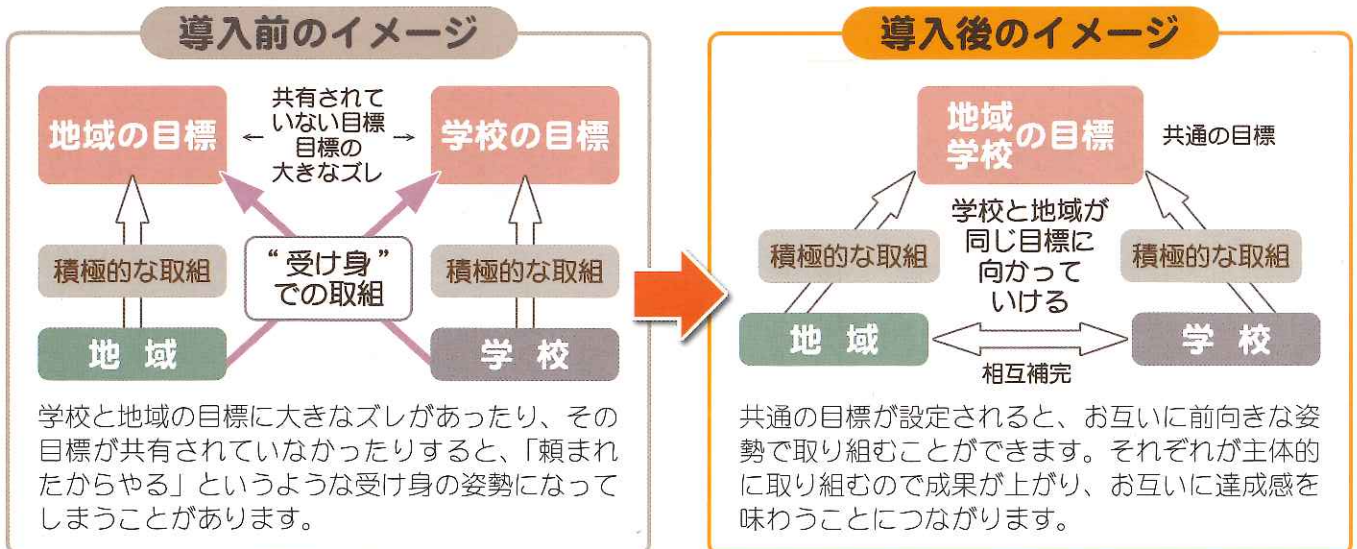 導入前のイメージ
地域の目標
共有されて
いない目標
目標の
大きなズレ
← →
学校の目標
積極的な取組
“受け身”
での取組
積極的な取組
地域
学校
学校と地域の目標に大きなズレがあったり、その
目標が共有されていなかったりすると、「頼まれ
たからやる」というような受け身の姿勢になって
しまうことがあります。
導入後のイメージ
地域
学校
の目標
共通の目標
学校と地域が
同じ目標に
向かって
いける
積極的な取組
積極的な取組
地域
学校
相互補完
共通の目標が設定されると、お互いに前向きな姿
勢で取り組むことができます。それぞれが主体的
に取り組むので成果が上がり、お互いに達成感を
味わうことにつながります。